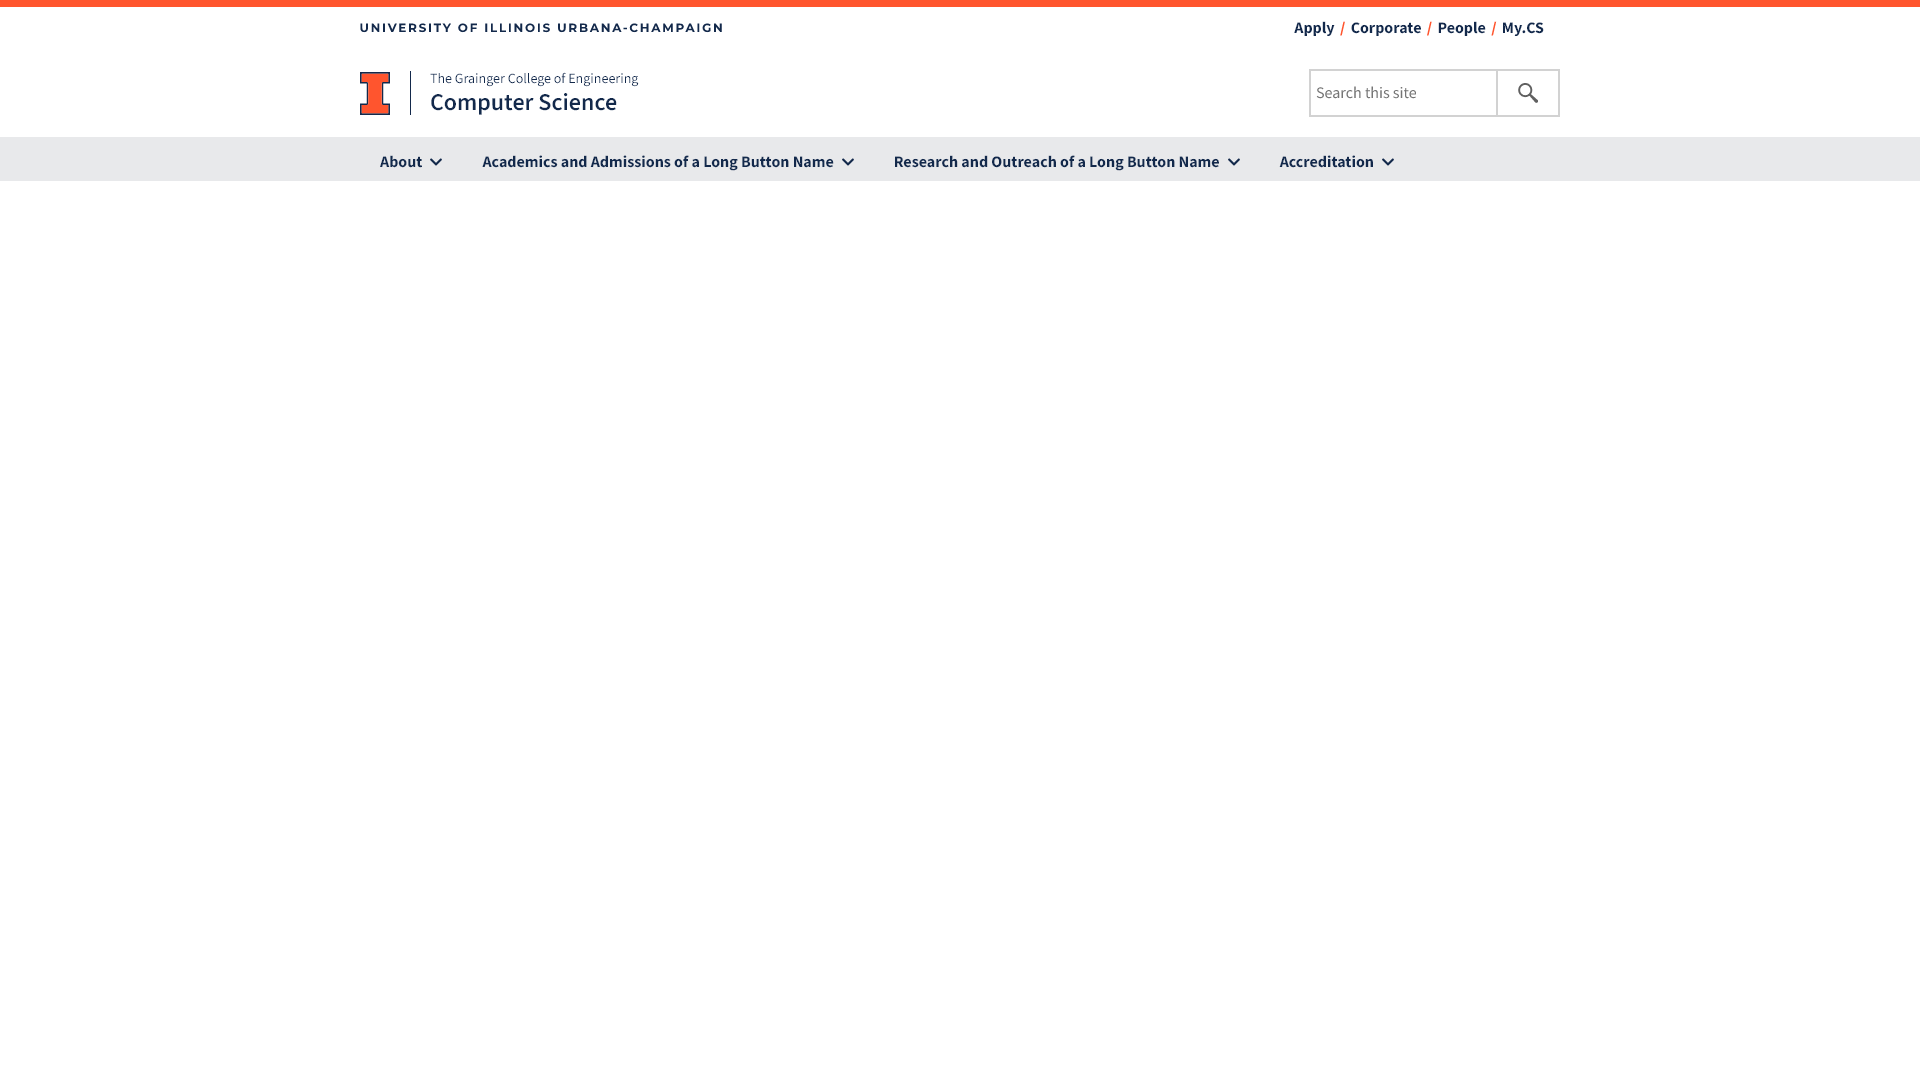 UNIVERSITY OF ILLINOIS URBANA-CHAMPAIGN
Apply / Corporate / People / My.CS
The Grainger College of Engineering
Computer Science
Search this site
About
Academics and Admissions of a Long Button Name
Research and Outreach of a Long Button Name
Accreditation